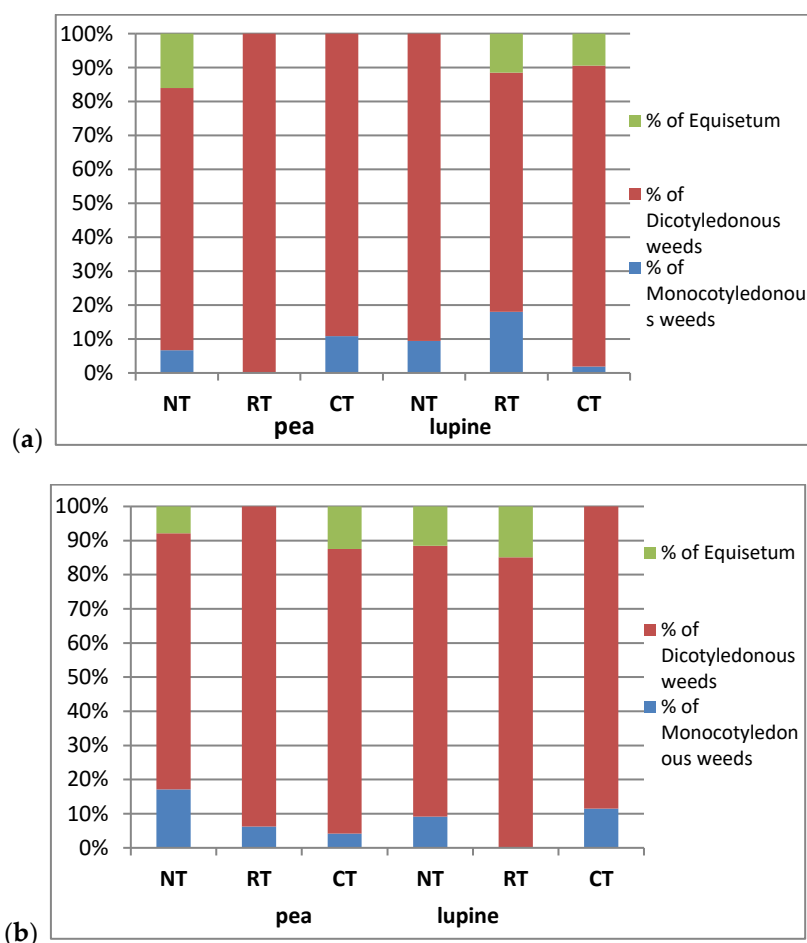 100%
90%
80%
70%
60%
50%
40%
30%
20%
10%
0%
% of Equisetum
% of
Dicotyledonous
weeds
% of
Monocotyledonou
s weeds
NT RT CT NT RT CT
pea lupine
(a)
100%
90%
80%
70%
60%
50%
40%
30%
20%
10%
0%
% of Equisetum
% of
Dicotyledonous
weeds
% of
Monocotyledon
ous weeds
NT RT CT NT RT CT
pea lupine
(b)